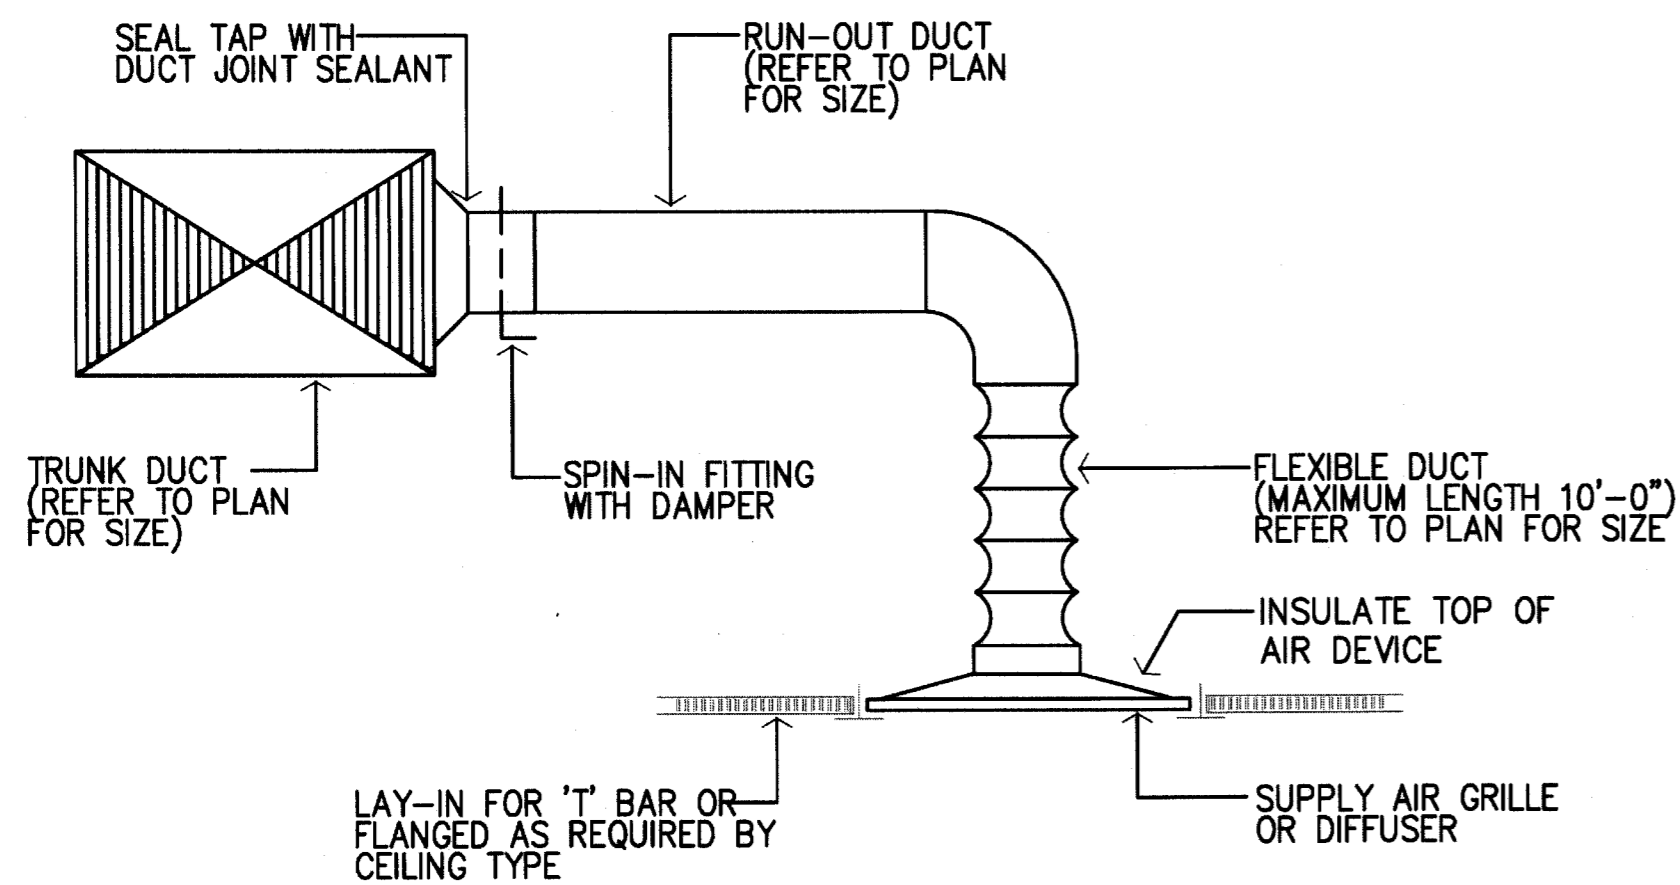 SEAL TAP WITH
DUCT JOINT SEALANT
RUN-OUT DUCT
(REFER TO PLAN
FOR SIZE)
TRUNK DUCT
(REFER TO PLAN
FOR SIZE)
SPIN-IN FITTING
WITH DAMPER
FLEXIBLE DUCT
(MAXIMUM LENGTH 10'-0")
REFER TO PLAN FOR SIZE
INSULATE TOP OF
AIR DEVICE
LAY-IN FOR 'T' BAR OR
FLANGED AS REQUIRED BY
CEILING TYPE
SUPPLY AIR GRILLE
OR DIFFUSER